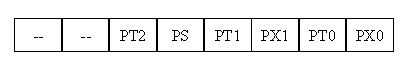 -- -- PT2 PS PT1 PX1 PT0 PX0